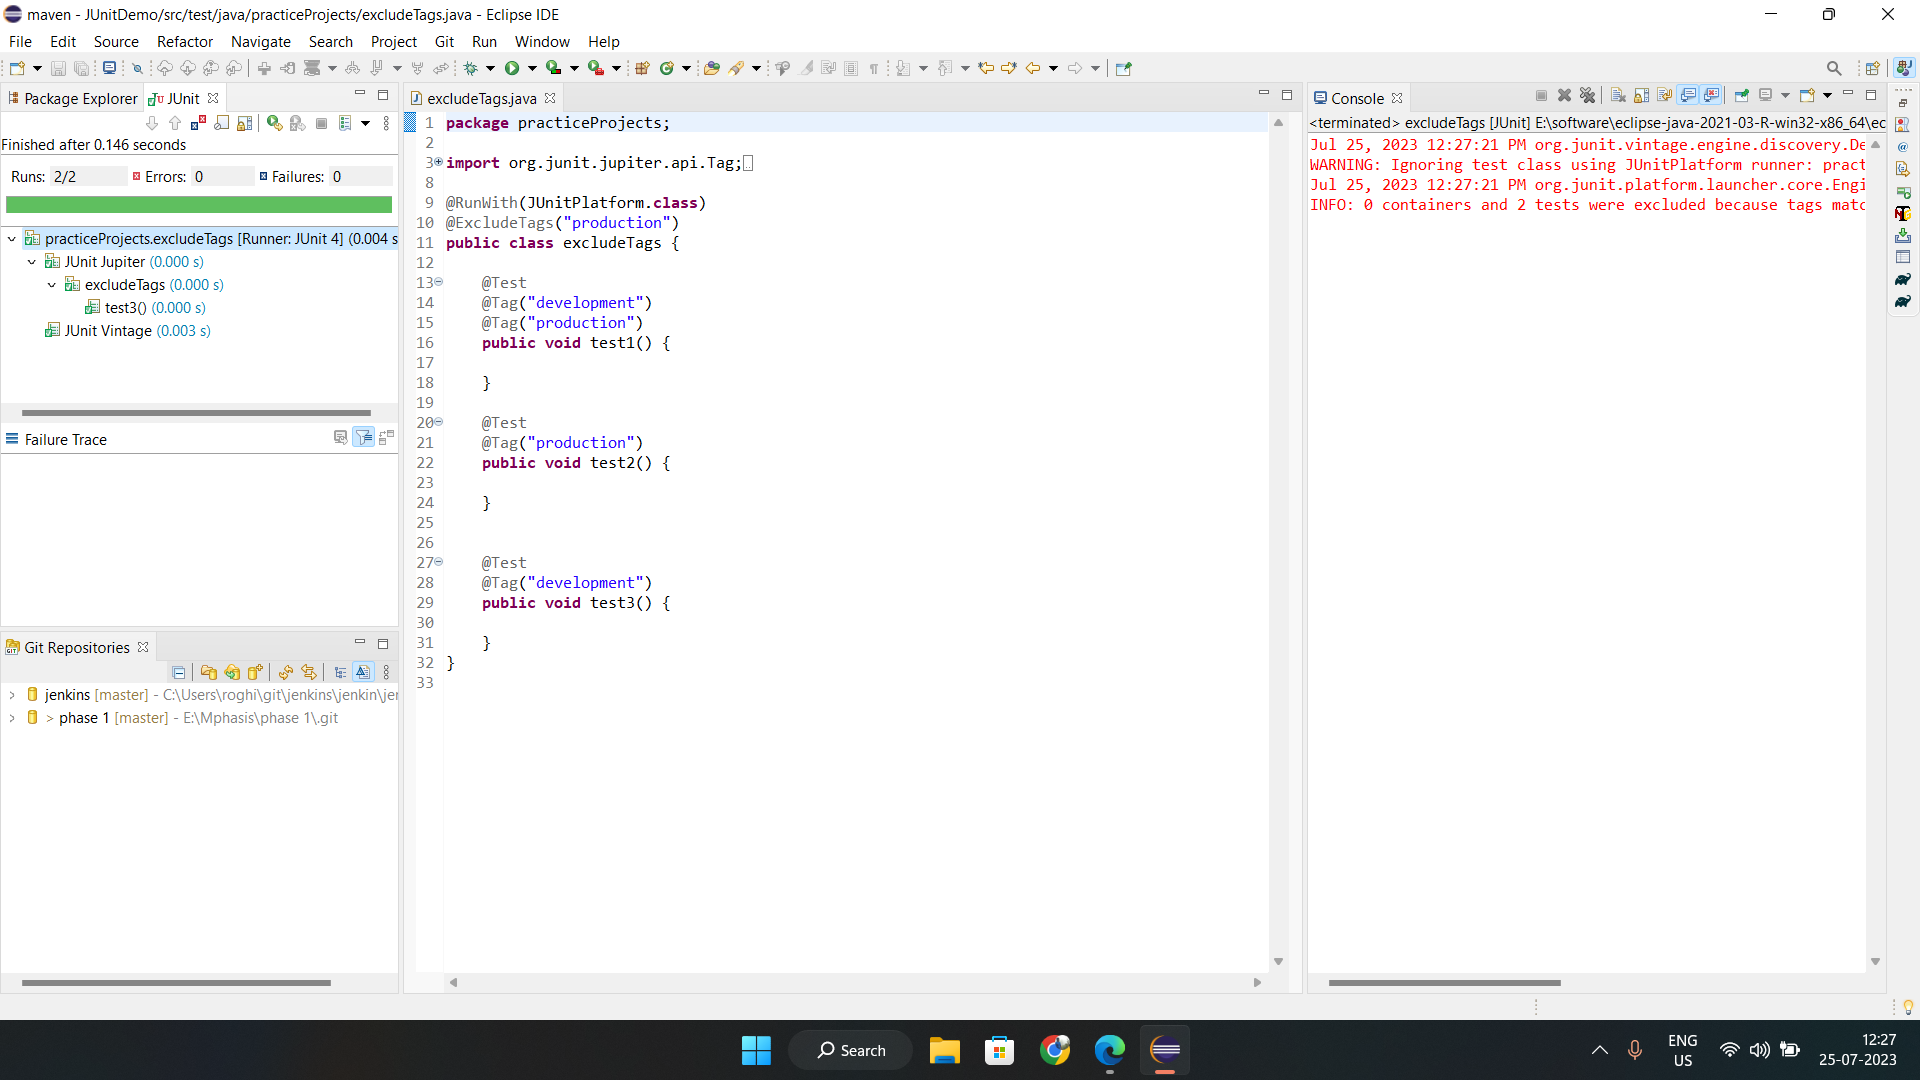 maven - JUnitDemo/src/test/java/practiceProjects/excludeTags.java - Eclipse IDE
File Edit Source Refactor Navigate Search Project Git Run Window Help
Package Explorer
JUnit
Finished after 0.146 seconds
Runs: 2/2 Errors: 0 Failures: 0
practiceProjects.excludeTags [Runner: JUnit 4] (0.004 s
JUnit Jupiter (0.000 s)
excludeTags (0.000 s)
test3() (0.000 s)
JUnit Vintage (0.003 s)
Failure Trace
Git Repositories
jenkins [master] - C:\Users\roghi\git\jenkins\jenkin\jer
> phase 1 [master] - E:\Mphasis\phase 1\.git
excludeTags.java
1 package practiceProjects;
2
3 import org.junit.jupiter.api.Tag;
8
9 @RunWith(JUnitPlatform.class)
10 @ExcludeTags("production")
11 public class excludeTags {
12
13 @Test
14 @Tag("development")
15 @Tag("production")
16 public void test1() {
17
18 }
19
20 @Test
21 @Tag("production")
22 public void test2() {
23
24 }
25
26
27 @Test
28 @Tag("development")
29 public void test3() {
30
31 }
32 }
33
Console
<terminated> excludeTags [JUnit] E:\software\eclipse-java-2021-03-R-win32-x86_64\ec
Jul 25, 2023 12:27:21 PM org.junit.vintage.engine.discovery.De
WARNING: Ignoring test class using JUnitPlatform runner: pract
Jul 25, 2023 12:27:21 PM org.junit.platform.launcher.core.Engi
INFO: 0 containers and 2 tests were excluded because tags matc
Search
ENG
US
12:27
25-07-2023